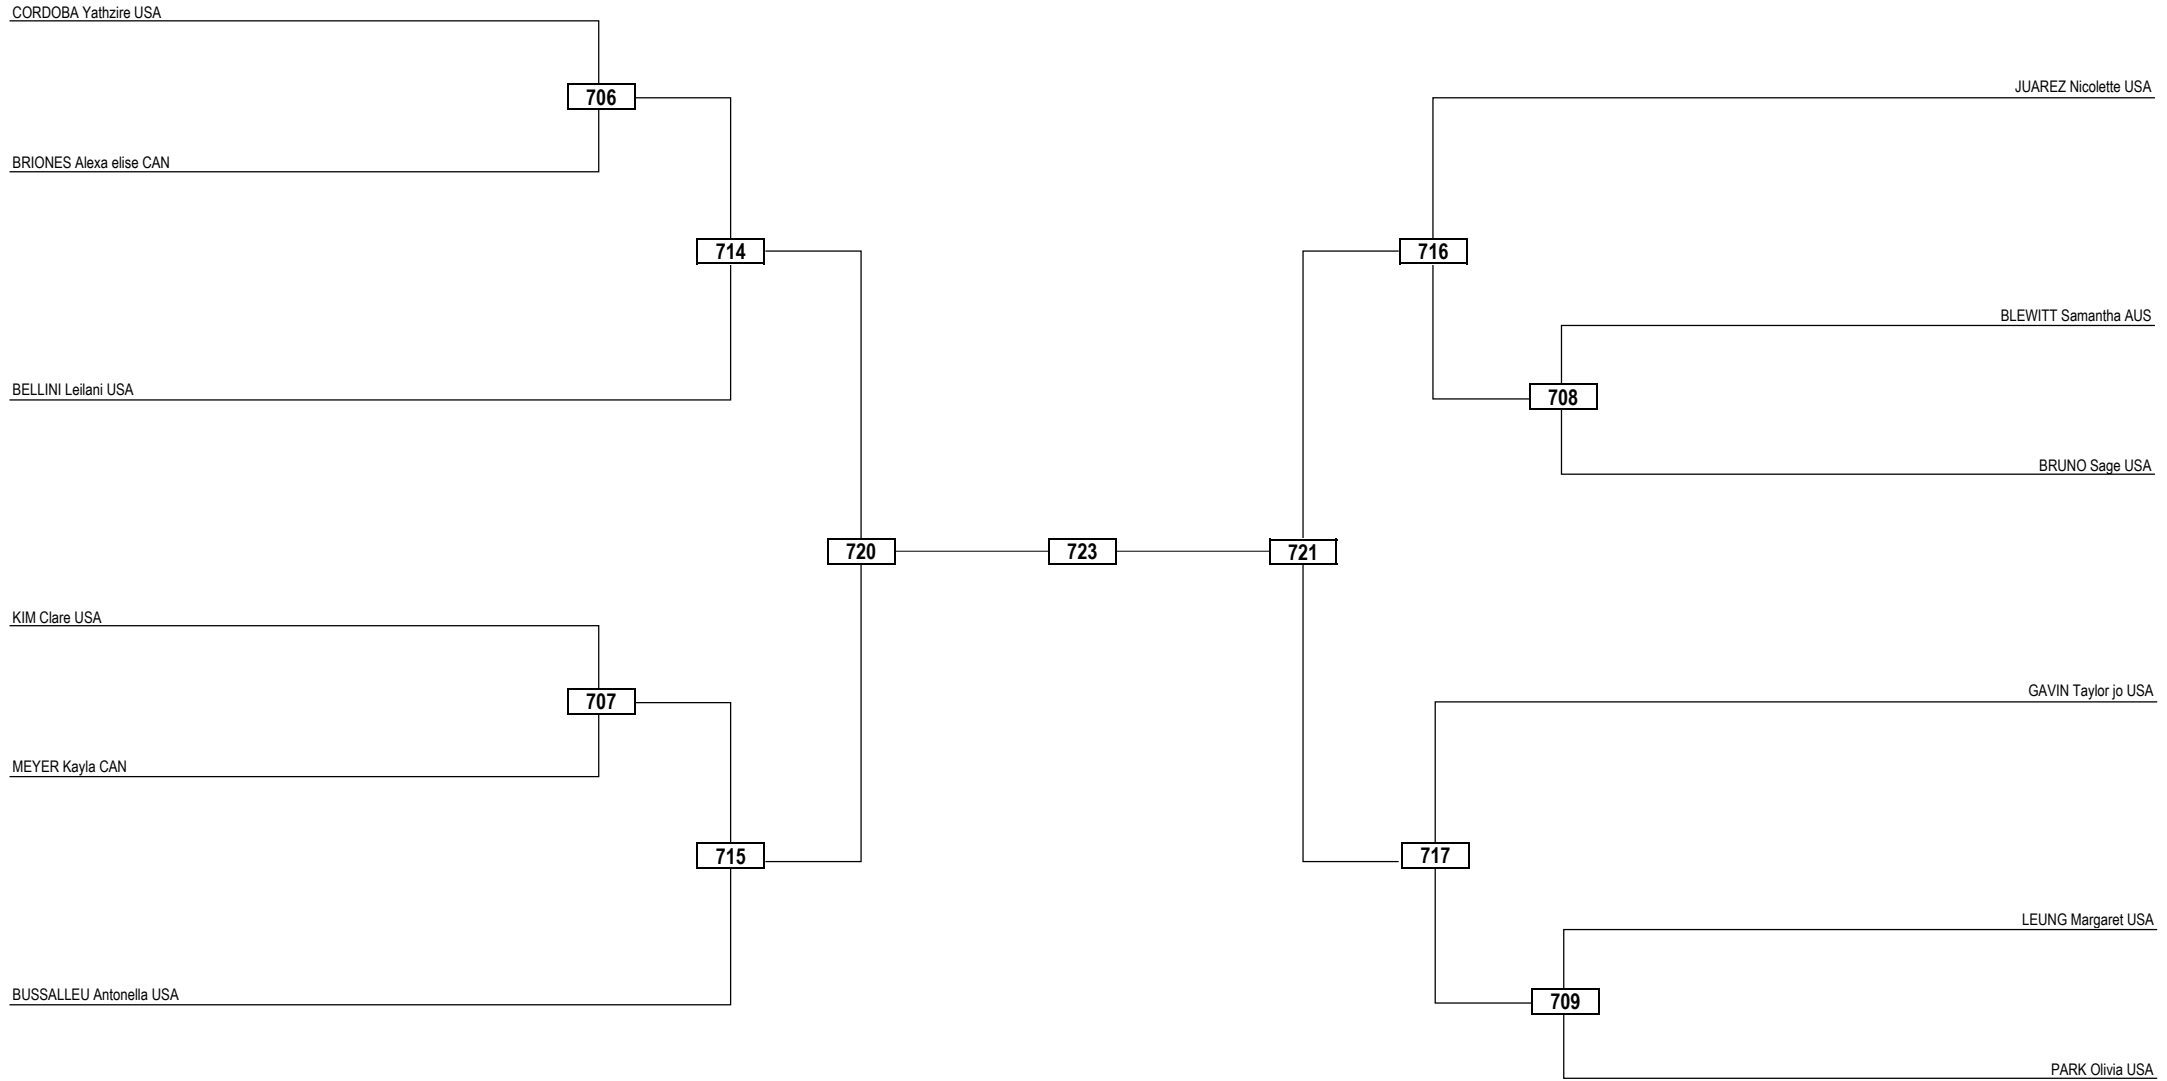 CORDOBA Yathzire USA
706
JUAREZ Nicolette USA
BRIONES Alexa elise CAN
714
716
BLEWITT Samantha AUS
BELLINI Leilani USA
708
BRUNO Sage USA
720
723
721
KIM Clare USA
707
GAVIN Taylor jo USA
MEYER Kayla CAN
715
717
LEUNG Margaret USA
BUSSALLEU Antonella USA
709
PARK Olivia USA